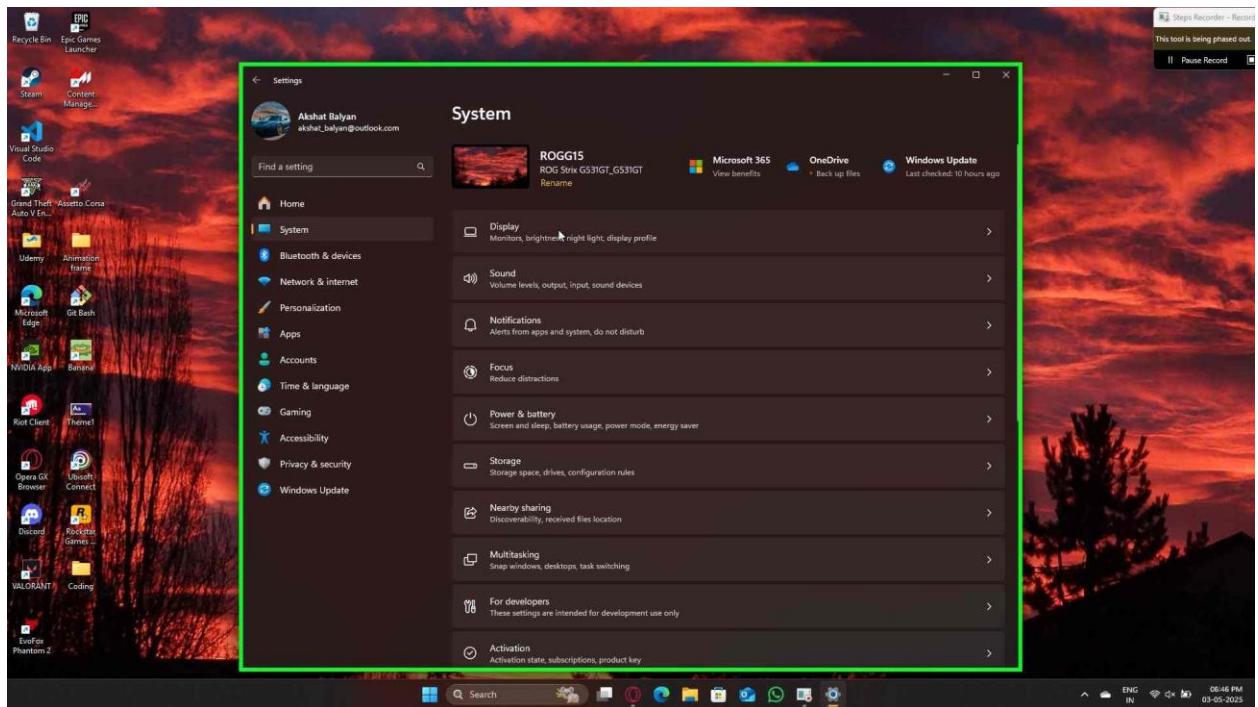 Recycle Bin
EPIC
Epic Games
Launcher
Steam
Content
Manage...
Visual Studio
Code
Grand Theft
Auto V En...
Assetto Corsa
Udemy
Animation
frame
Microsoft
Edge
Git Bash
NVIDIA App
Banana
Riot Client
Aa
Theme1
Opera GX
Browser
Ubisoft
Connect
Discord
Rockstar
Games ...
VALORANT
Coding
EvoFox
Phantom 2
Steps Recorder - Record
This tool is being phased out.
Pause Record
Settings
Akshat Balyan
akshat_balyan@outlook.com
Find a setting
Home
System
Bluetooth & devices
Network & internet
Personalization
Apps
Accounts
Time & language
Gaming
Accessibility
Privacy & security
Windows Update
System
ROGG15
ROG Strix G531GT_G531GT
Rename
Microsoft 365
View benefits
OneDrive
• Back up files
Windows Update
Last checked: 10 hours ago
Display
Monitors, brightness, night light, display profile
Sound
Volume levels, output, input, sound devices
Notifications
Alerts from apps and system, do not disturb
Focus
Reduce distractions
Power & battery
Screen and sleep, battery usage, power mode, energy saver
Storage
Storage space, drives, configuration rules
Nearby sharing
Discoverability, received files location
Multitasking
Snap windows, desktops, task switching
For developers
These settings are intended for development use only
Activation
Activation state, subscriptions, product key
Search
ENG
IN
06:46 PM
03-05-2025